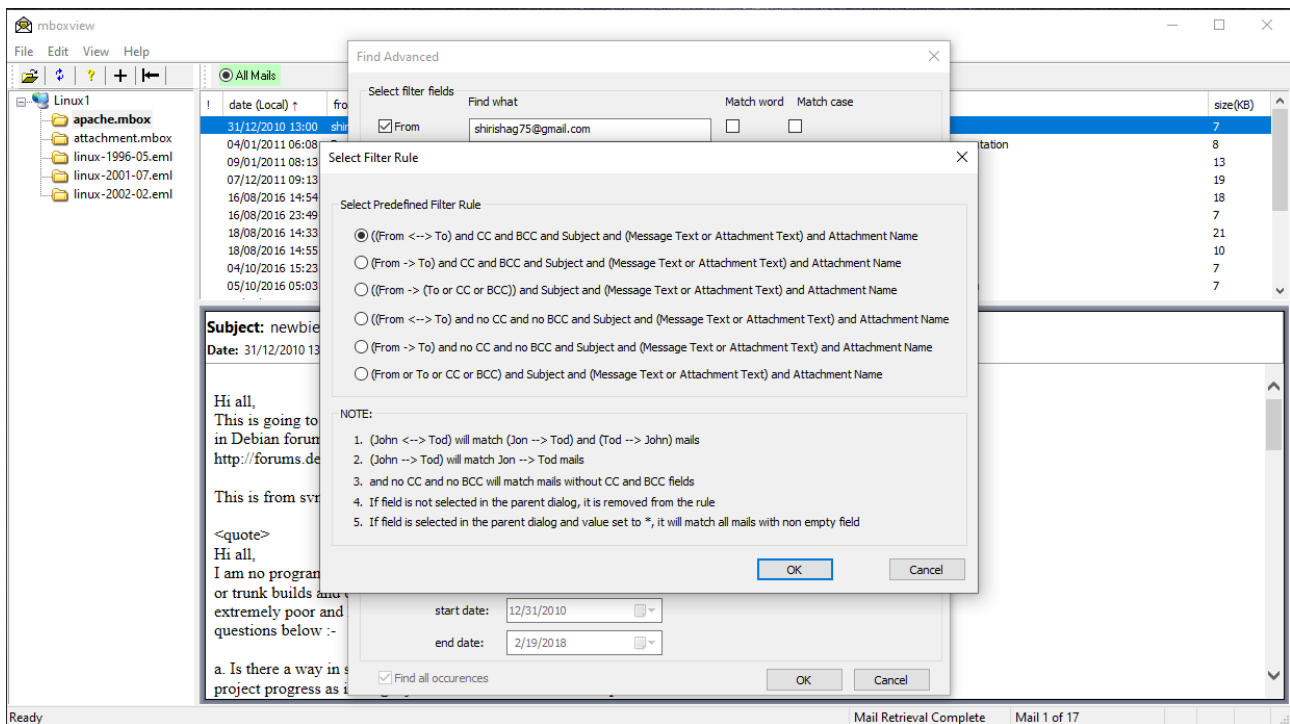 mboxview
File Edit View Help
All Mails
Linux1
apache.mbox
attachment.mbox
linux-1996-05.eml
linux-2001-07.eml
linux-2002-02.eml
! date (Local) ↑ fro size(KB)
31/12/2010 13:00 shir 7
04/01/2011 06:08 tation 8
09/01/2011 08:13 13
07/12/2011 09:13 19
16/08/2016 14:54 18
16/08/2016 23:49 7
18/08/2016 14:33 21
18/08/2016 14:55 10
04/10/2016 15:23 7
05/10/2016 05:03 7
Subject: newbie
Date: 31/12/2010 13
Hi all,
This is going to
in Debian forum
http://forums.de
This is from svn
<quote>
Hi all,
I am no program
or trunk builds and
extremely poor and
questions below :-
a. Is there a way in s
project progress as i
Find Advanced
Select filter fields
Find what Match word Match case
From shirishag75@gmail.com
Select Filter Rule
Select Predefined Filter Rule
((From <--> To) and CC and BCC and Subject and (Message Text or Attachment Text) and Attachment Name
(From -> To) and CC and BCC and Subject and (Message Text or Attachment Text) and Attachment Name
((From -> (To or CC or BCC)) and Subject and (Message Text or Attachment Text) and Attachment Name
((From <--> To) and no CC and no BCC and Subject and (Message Text or Attachment Text) and Attachment Name
(From -> To) and no CC and no BCC and Subject and (Message Text or Attachment Text) and Attachment Name
(From or To or CC or BCC) and Subject and (Message Text or Attachment Text) and Attachment Name
NOTE:
1. (John <--> Tod) will match (Jon --> Tod) and (Tod --> John) mails
2. (John --> Tod) will match Jon --> Tod mails
3. and no CC and no BCC will match mails without CC and BCC fields
4. If field is not selected in the parent dialog, it is removed from the rule
5. If field is selected in the parent dialog and value set to *, it will match all mails with non empty field
OK Cancel
start date: 12/31/2010
end date: 2/19/2018
Find all occurences
OK Cancel
Ready Mail Retrieval Complete Mail 1 of 17